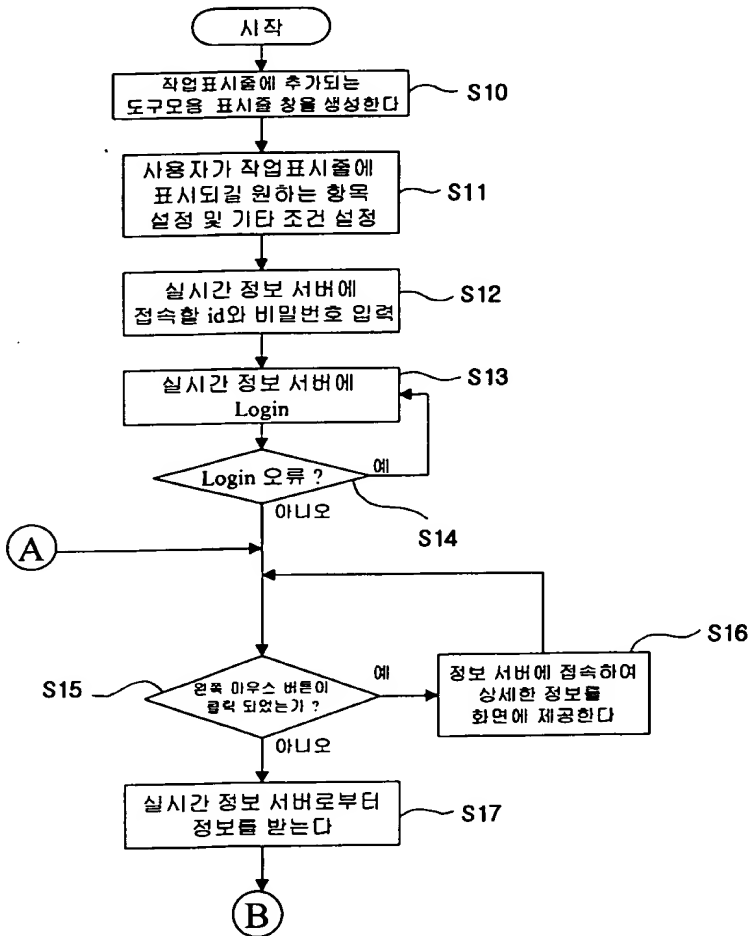 시작
작업표시줄에 추가되는
도구모음 표시줄 창을 생성한다
S10
사용자가 작업표시줄에
표시되길 원하는 항목
설정 및 기타 조건 설정
S11
실시간 정보 서버에
접속할 id와 비밀번호 입력
S12
실시간 정보 서버에
Login
S13
Login 오류 ?
예
S14
아니오
A
S15
왼쪽 마우스 버튼이
클릭 되었는가 ?
예
정보 서버에 접속하여
상세한 정보를
화면에 제공한다
S16
아니오
실시간 정보 서버로부터
정보를 받는다
S17
B